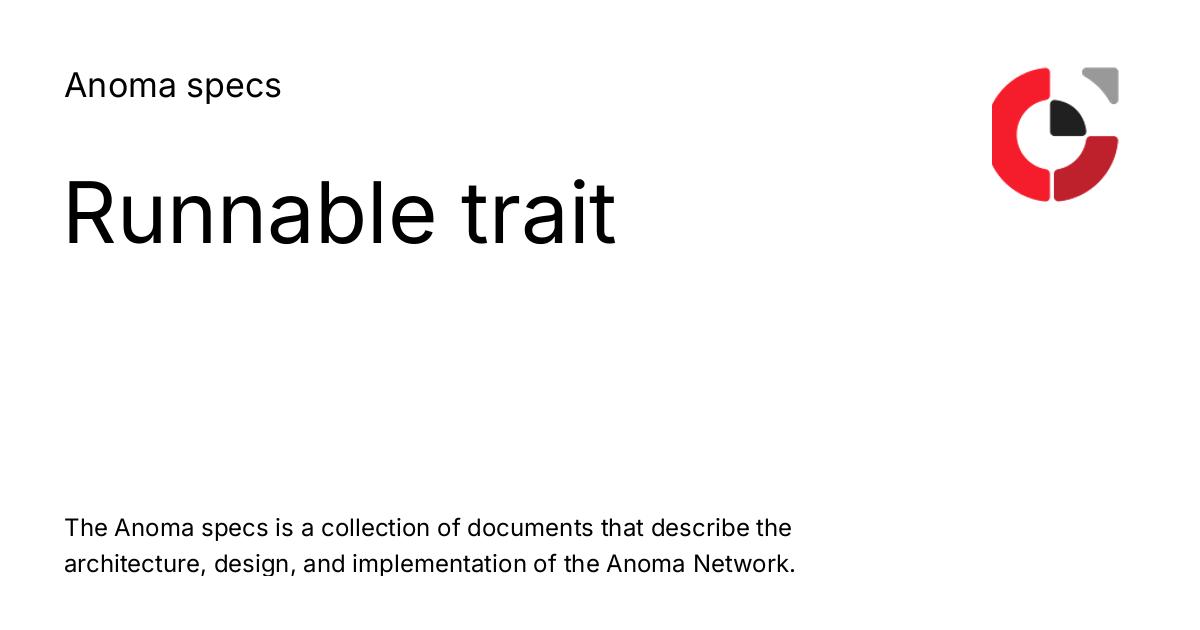 Anoma specs
Runnable trait
The Anoma specs is a collection of documents that describe the
architecture, design, and implementation of the Anoma Network.